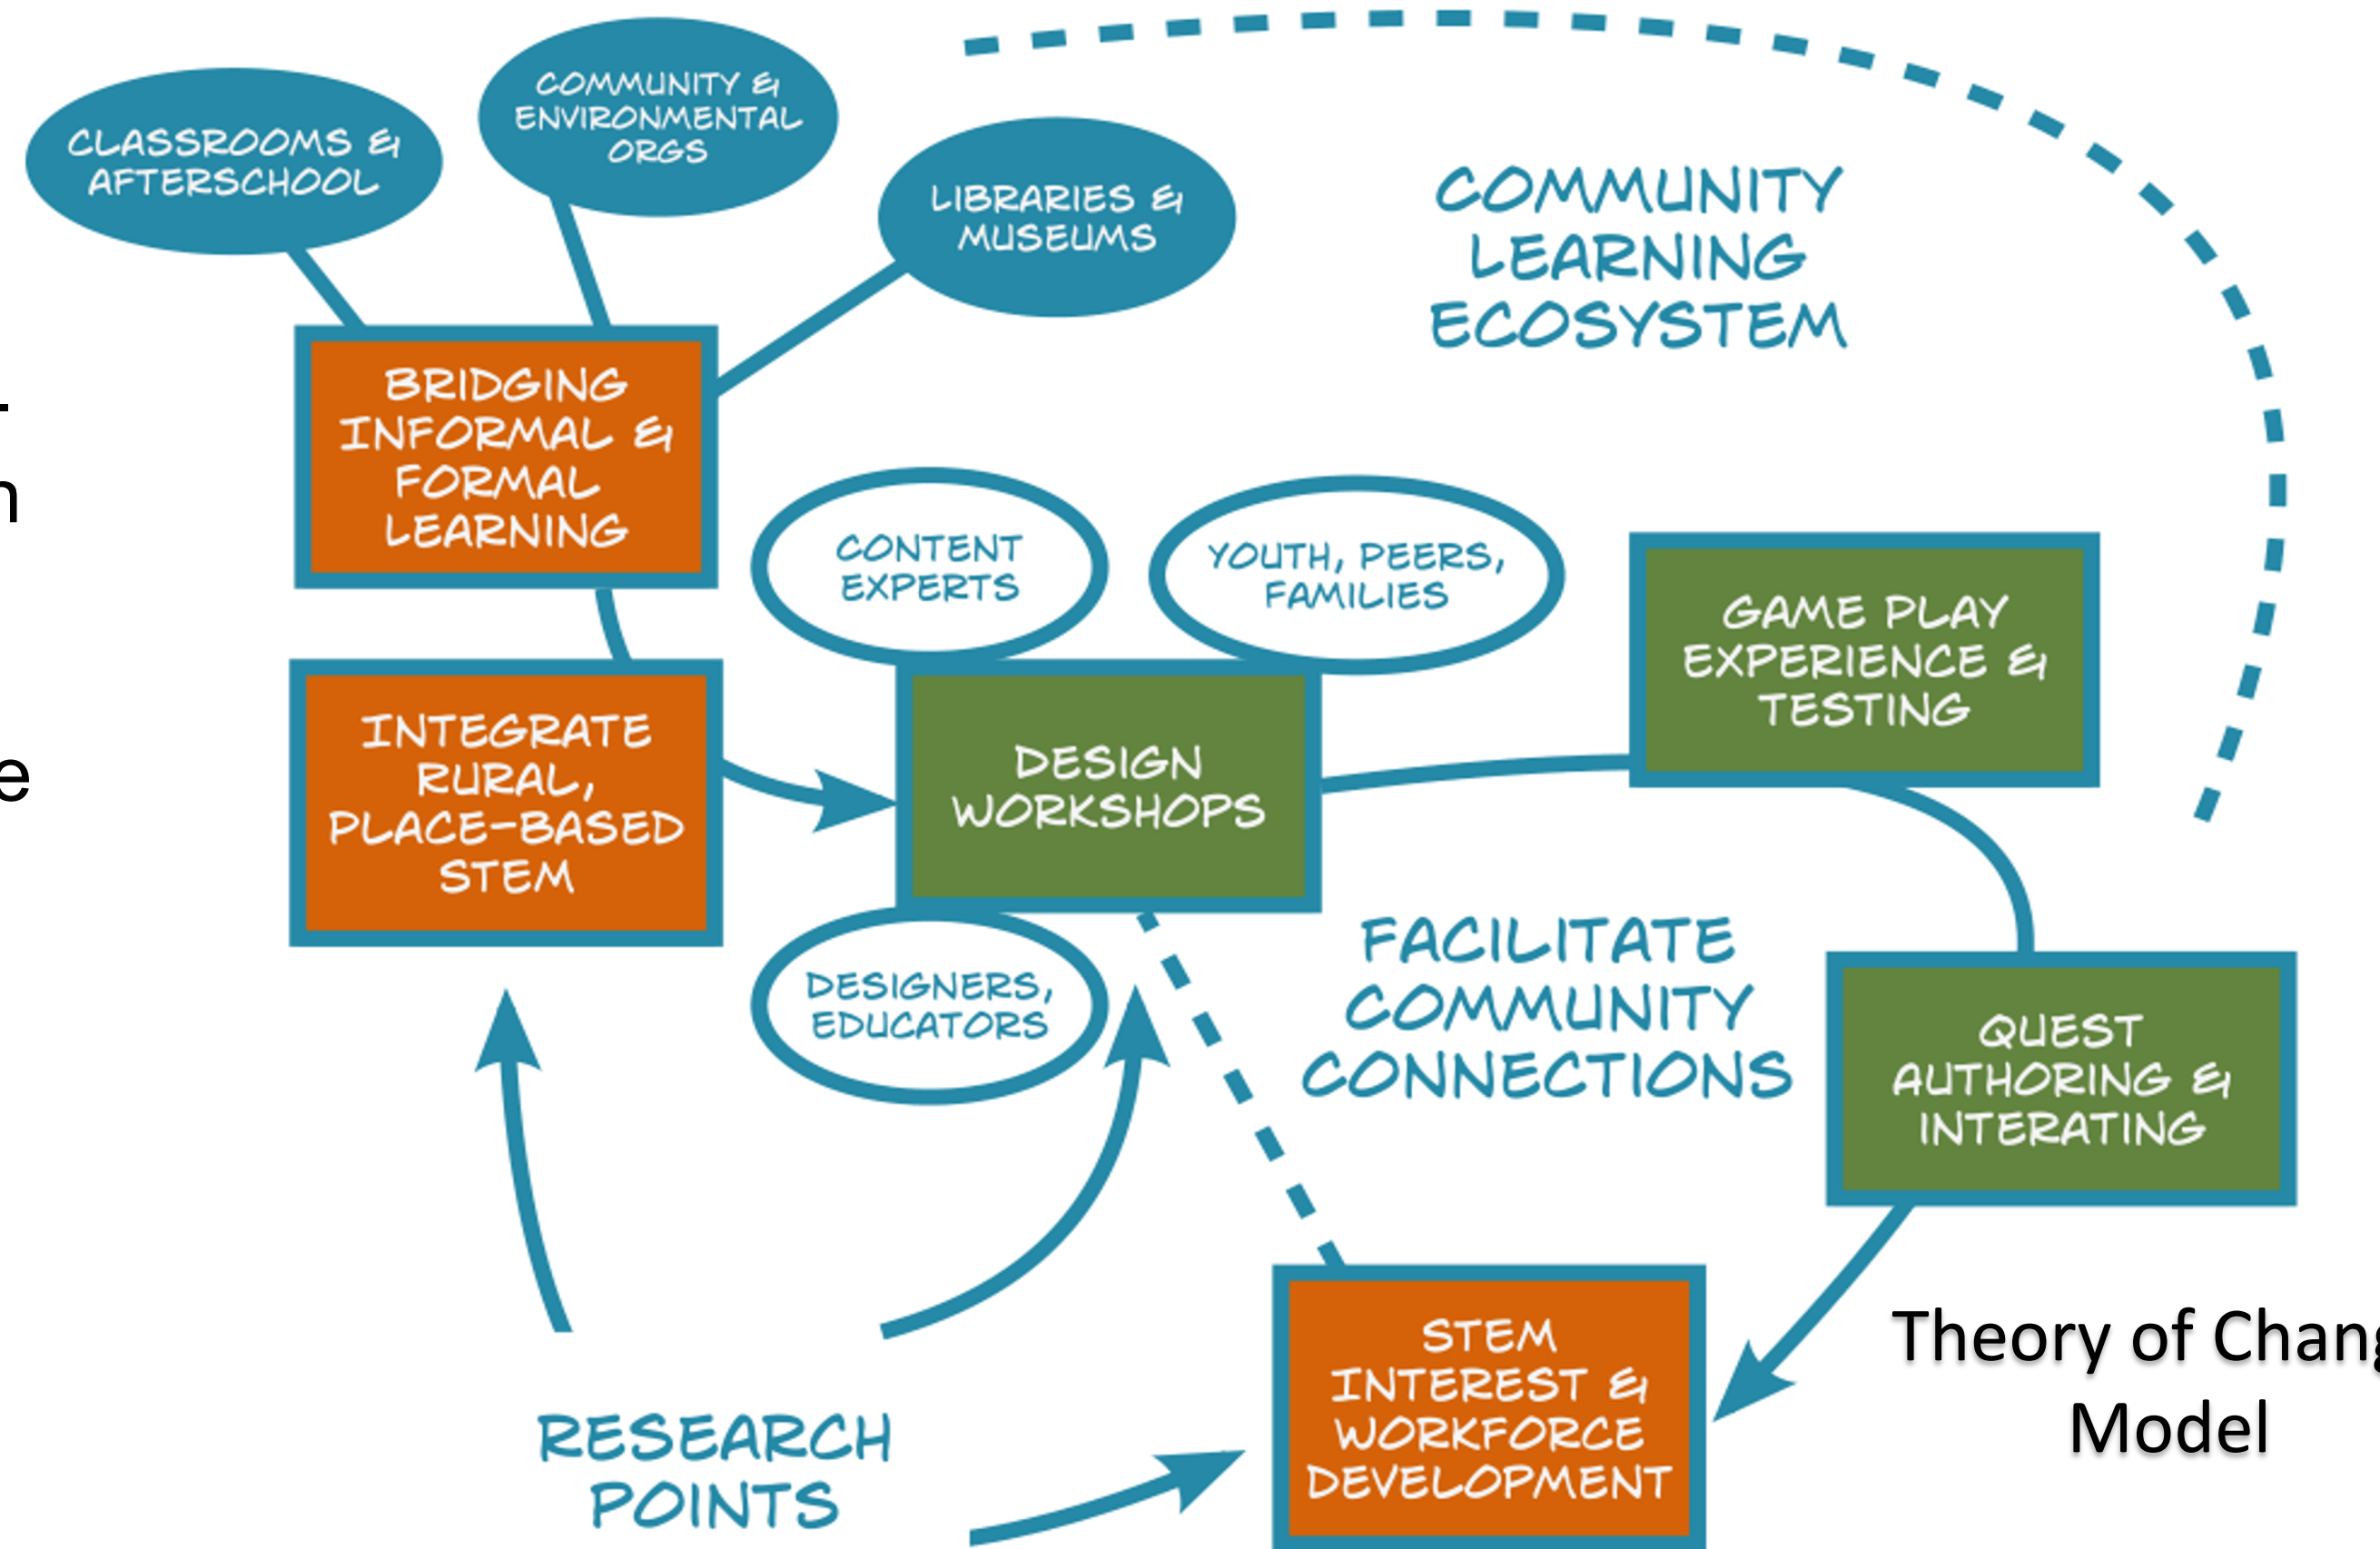 COMMUNITY &
ENVIRONMENTAL
ORGS
CLASSROOMS &
AFTERSCHOOL
LIBRARIES &
MUSEUMS
COMMUNITY
LEARNING
ECOSYSTEM
BRIDGING
INFORMAL &
FORMAL
LEARNING
n
CONTENT
EXPERTS
YOUTH, PEERS,
FAMILIES
GAME PLAY
EXPERIENCE &
TESTING
INTEGRATE
RURAL,
PLACE-BASED
STEM
e
DESIGN
WORKSHOPS
DESIGNERS,
EDUCATORS
FACILITATE
COMMUNITY
CONNECTIONS
QUEST
AUTHORING &
INTERATING
STEM
INTEREST &
WORKFORCE
DEVELOPMENT
Theory of Chang
Model
RESEARCH
POINTS